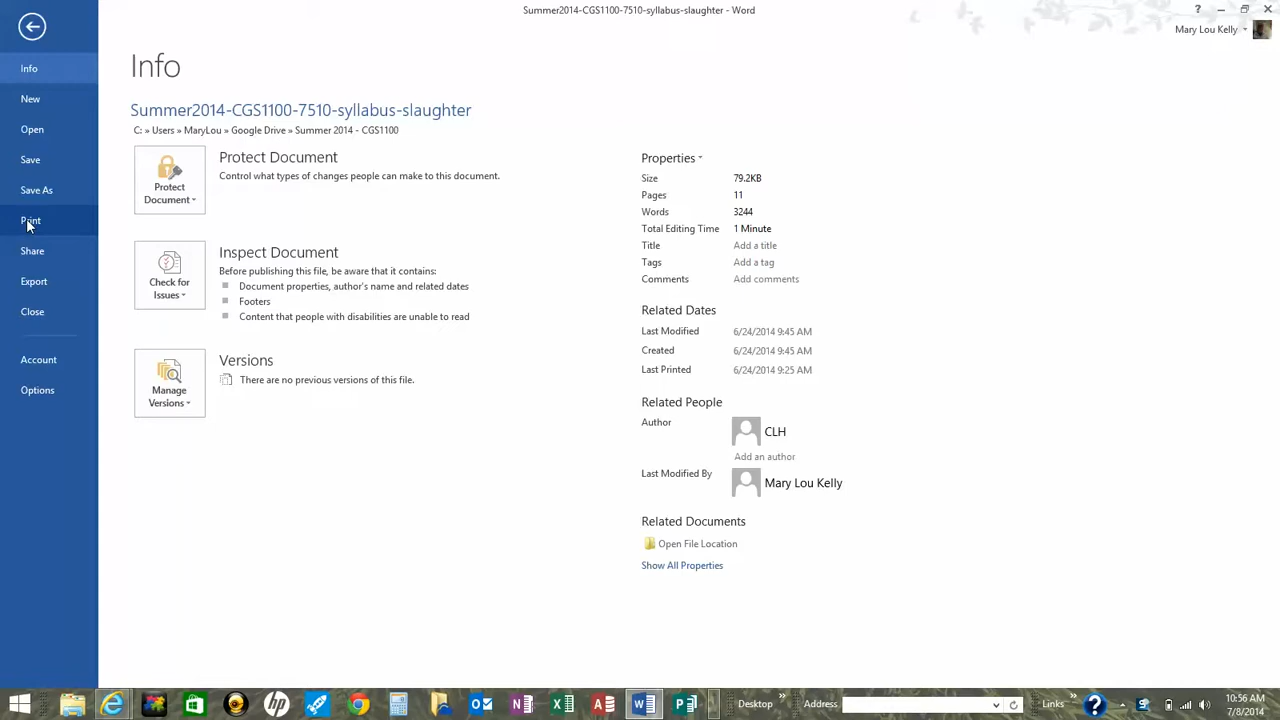 Summer2014-CGS1100-7510-syllabus-slaughter - Word
?
Mary Lou Kelly
Info
New
Open
Save
Save As
Print
Share
Export
Close
Account
Options
Info
Summer2014-CGS1100-7510-syllabus-slaughter
C: » Users » MaryLou » Google Drive » Summer 2014 - CGS1100
Protect
Document
Protect Document
Control what types of changes people can make to this document.
Check for
Issues
Inspect Document
Before publishing this file, be aware that it contains:
Document properties, author's name and related dates
Footers
Content that people with disabilities are unable to read
Manage
Versions
Versions
There are no previous versions of this file.
Properties
Size 79.2KB
Pages 11
Words 3244
Total Editing Time 1 Minute
Title Add a title
Tags Add a tag
Comments Add comments
Related Dates
Last Modified 6/24/2014 9:45 AM
Created 6/24/2014 9:45 AM
Last Printed 6/24/2014 9:25 AM
Related People
Author CLH
Add an author
Last Modified By Mary Lou Kelly
Related Documents
Open File Location
Show All Properties
Desktop » Address Links » 10:56 AM
7/8/2014